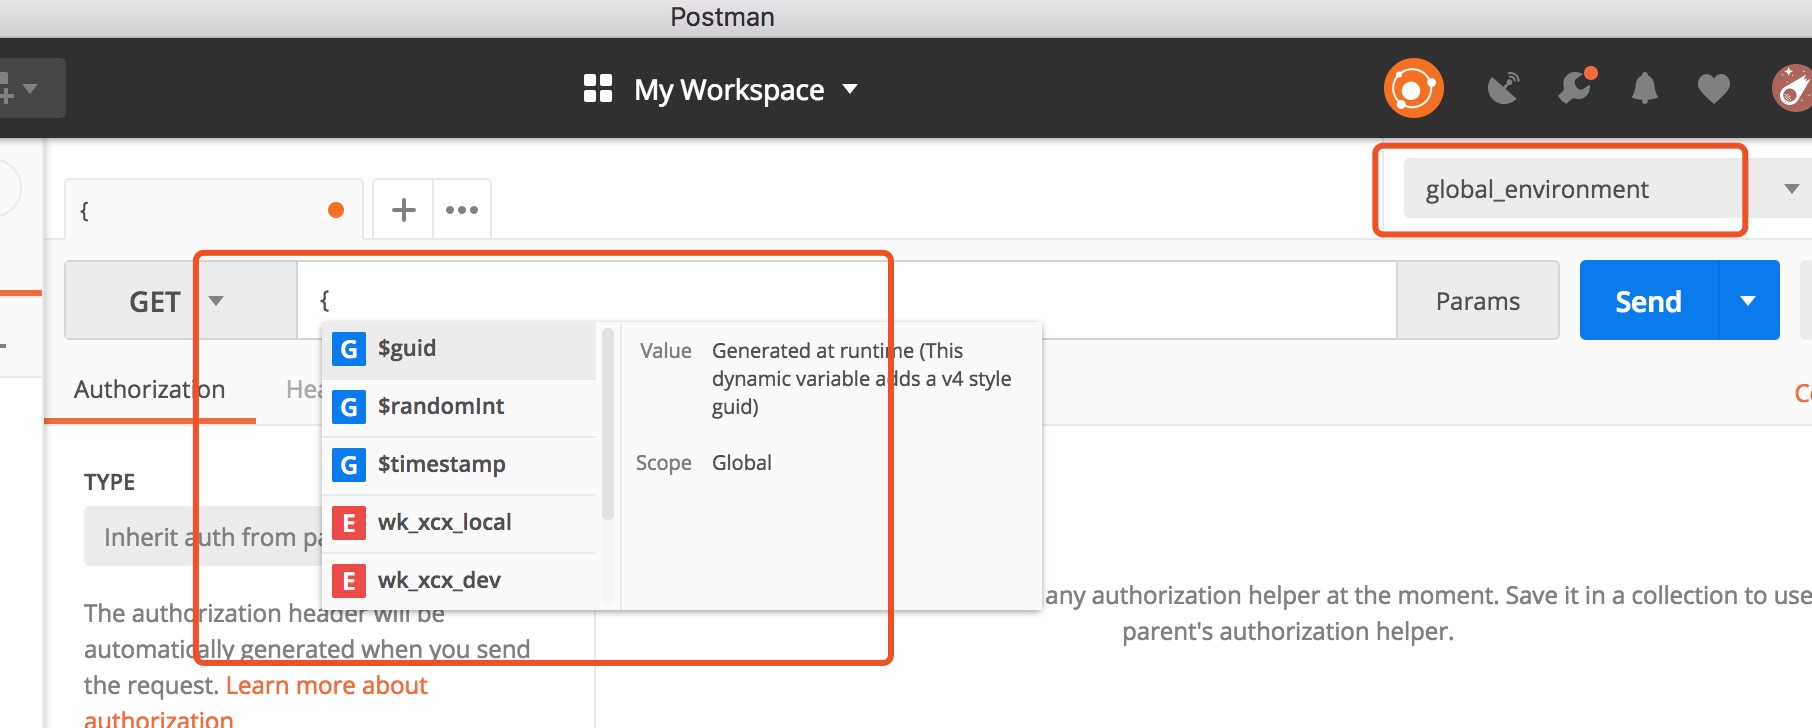 Postman
My Workspace
global_environment
{
GET
{
Params
Send
$guid
$randomInt
$timestamp
wk_xcx_local
wk_xcx_dev
Value Generated at runtime (This
dynamic variable adds a v4 style
guid)
Scope Global
Authorization
TYPE
Inherit auth from
The authorization header will be
automatically generated when you send
the request. Learn more about
authorization
any authorization helper at the moment. Save it in a collection to use
parent's authorization helper.